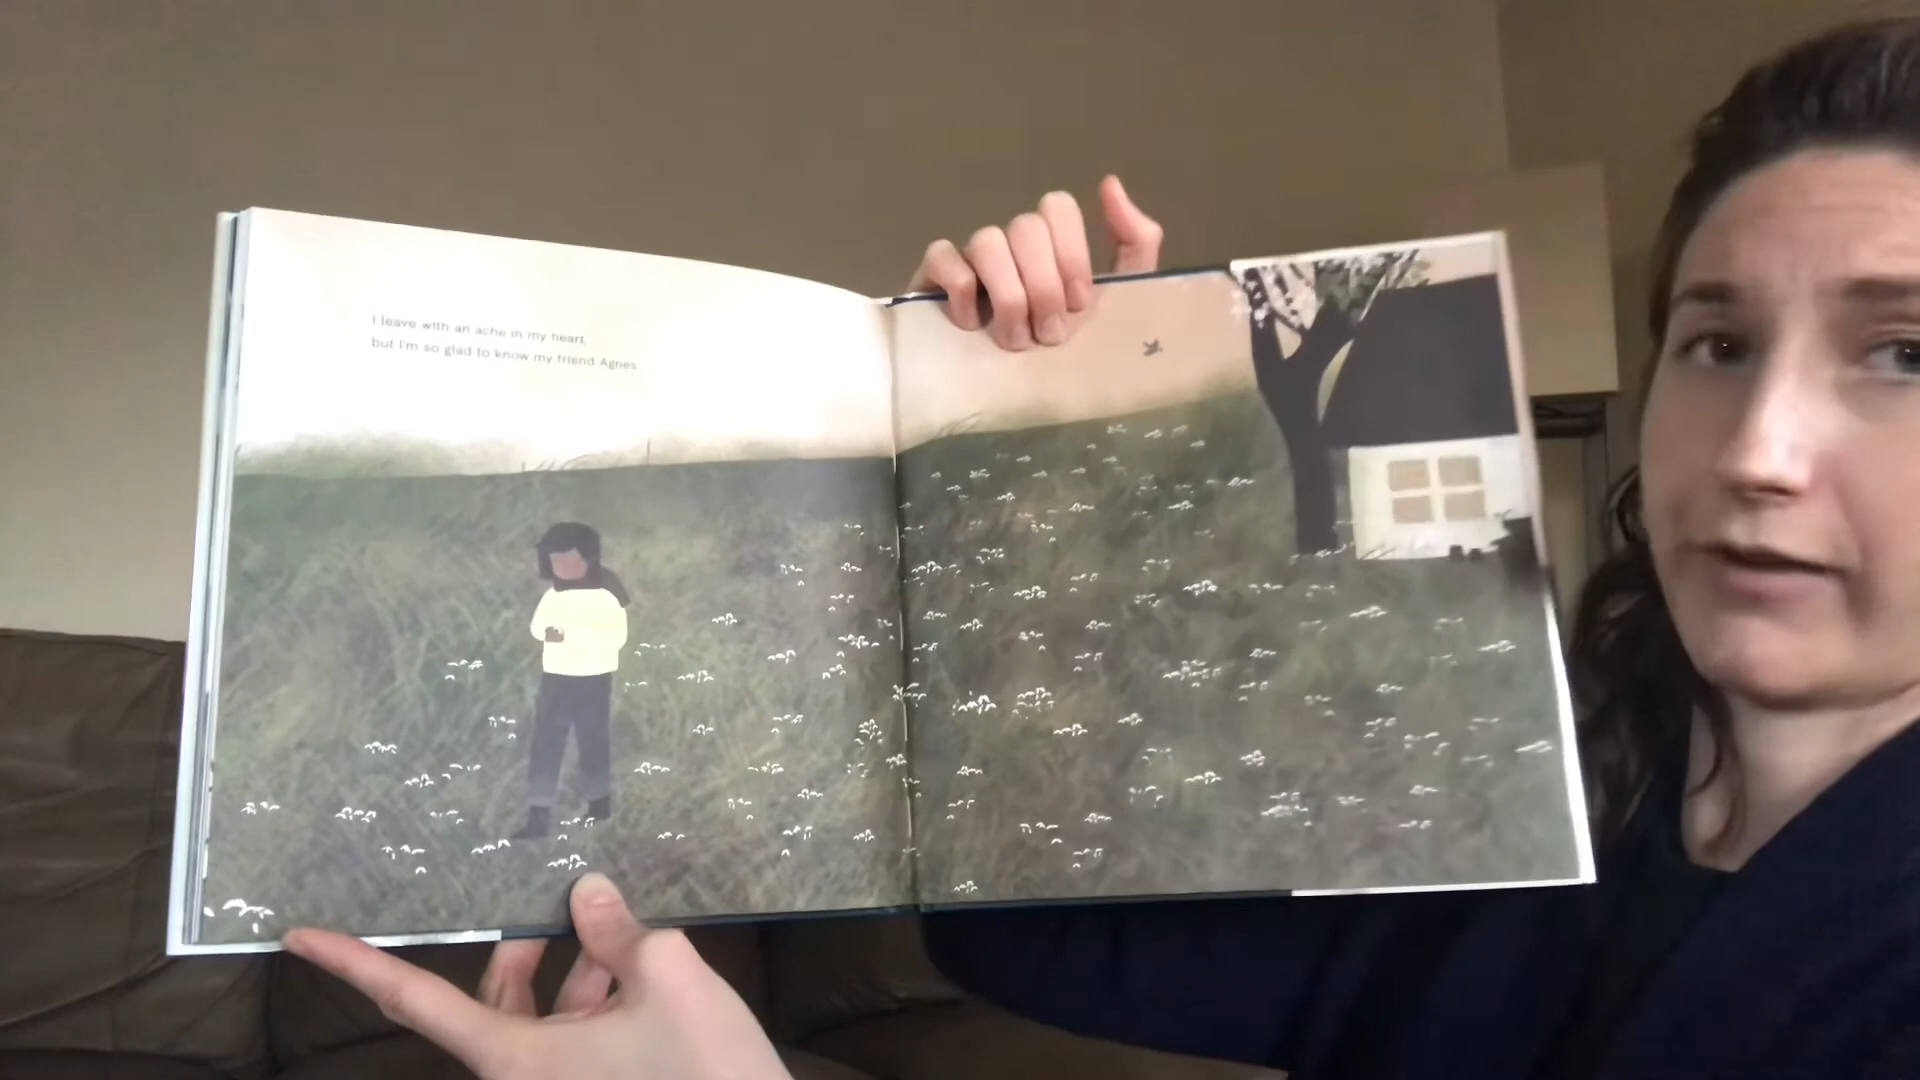 I leave with an ache in my heart,
but I'm so glad to know my friend Agnes